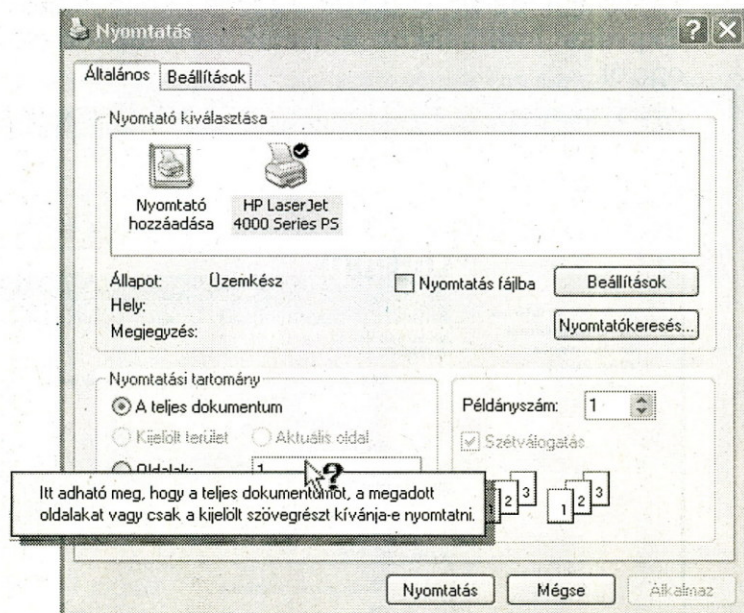 Nyomtatás
Általános Beállítások
Nyomtató kiválasztása
Nyomtató
hozzáadása
HP LaserJet
4000 Series PS
Állapot: Üzemkész
Hely:
Megjegyzés:
Nyomtatás fájlba
Beállítások
Nyomtatókeresés...
Nyomtatási tartomány
A teljes dokumentum
Kijelölt terület Aktuális oldal
Oldalak: 1
Példányszám: 1
Szétválogatás
1 2 3 1 2 3
Itt adható meg, hogy a teljes dokumentumot, a megadott
oldalakat vagy csak a kijelölt szövegrészt kívánja-e nyomtatni.
Nyomtatás Mégse Alkalmaz